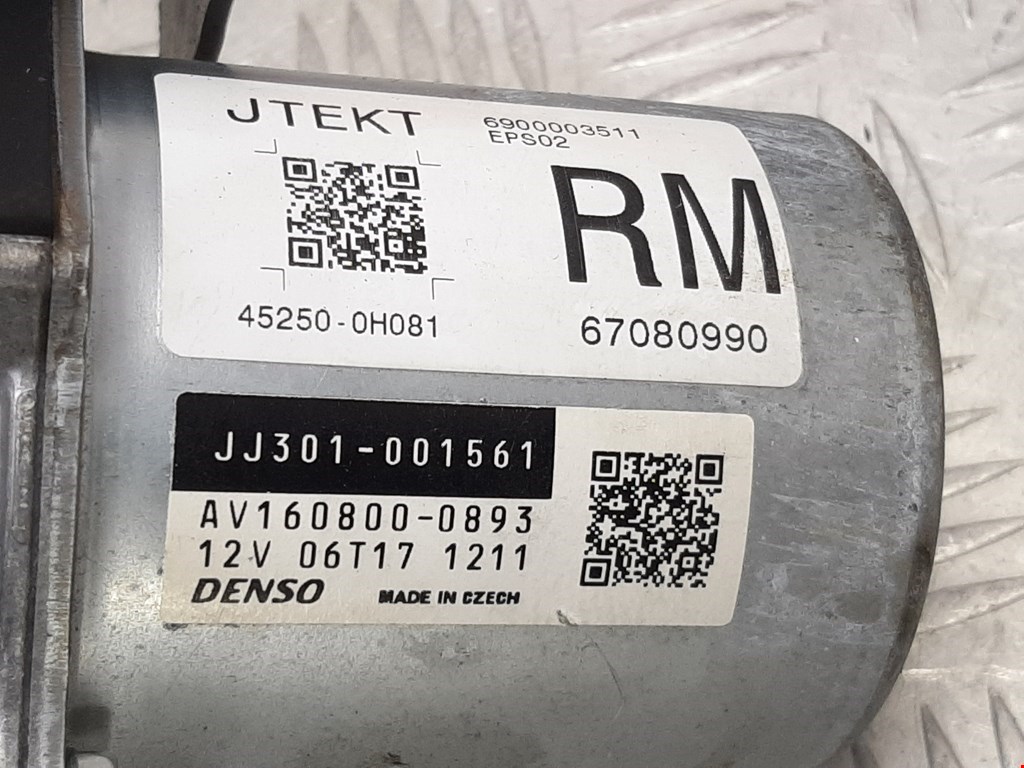 JTEKT
6900003511
EPS02
RM
45250-0H081
67080990
JJ301-001561
AV160800-0893
12V 06T17 1211
DENSO MADE IN CZECH